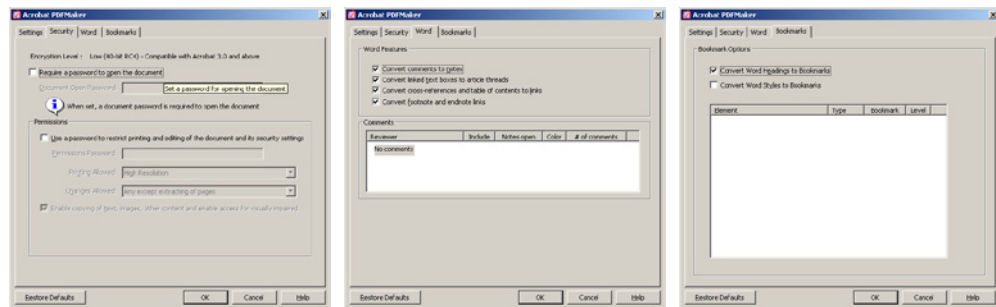 Acrobat PDFMaker
Settings Security Word Bookmarks
Encryption Level : Low (40-bit RC4) - Compatible with Acrobat 3.0 and above
Require a password to open the document
Document Open Password
Set a password for opening the document
When set, a document password is required to open the document
Permissions
Use a password to restrict printing and editing of the document and its security settings
Permissions Password:
Printing Allowed: High Resolution
Changes Allowed: Any except extracting of pages
Enable copying of text, images, other content and enable access for visually impaired
Restore Defaults OK Cancel Help
Acrobat PDFMaker
Settings Security Word Bookmarks
Word Features
Convert comments to notes
Convert linked text boxes to article threads
Convert cross-references and table of contents to links
Convert footnote and endnote links
Comments
Reviewer Include Notes open Color # of comments
No comments
Restore Defaults OK Cancel Help
Acrobat PDFMaker
Settings Security Word Bookmarks
Bookmark Options
Convert Word Headings to Bookmarks
Convert Word Styles to Bookmarks
Element Type Bookmark Level
Restore Defaults OK Cancel Help